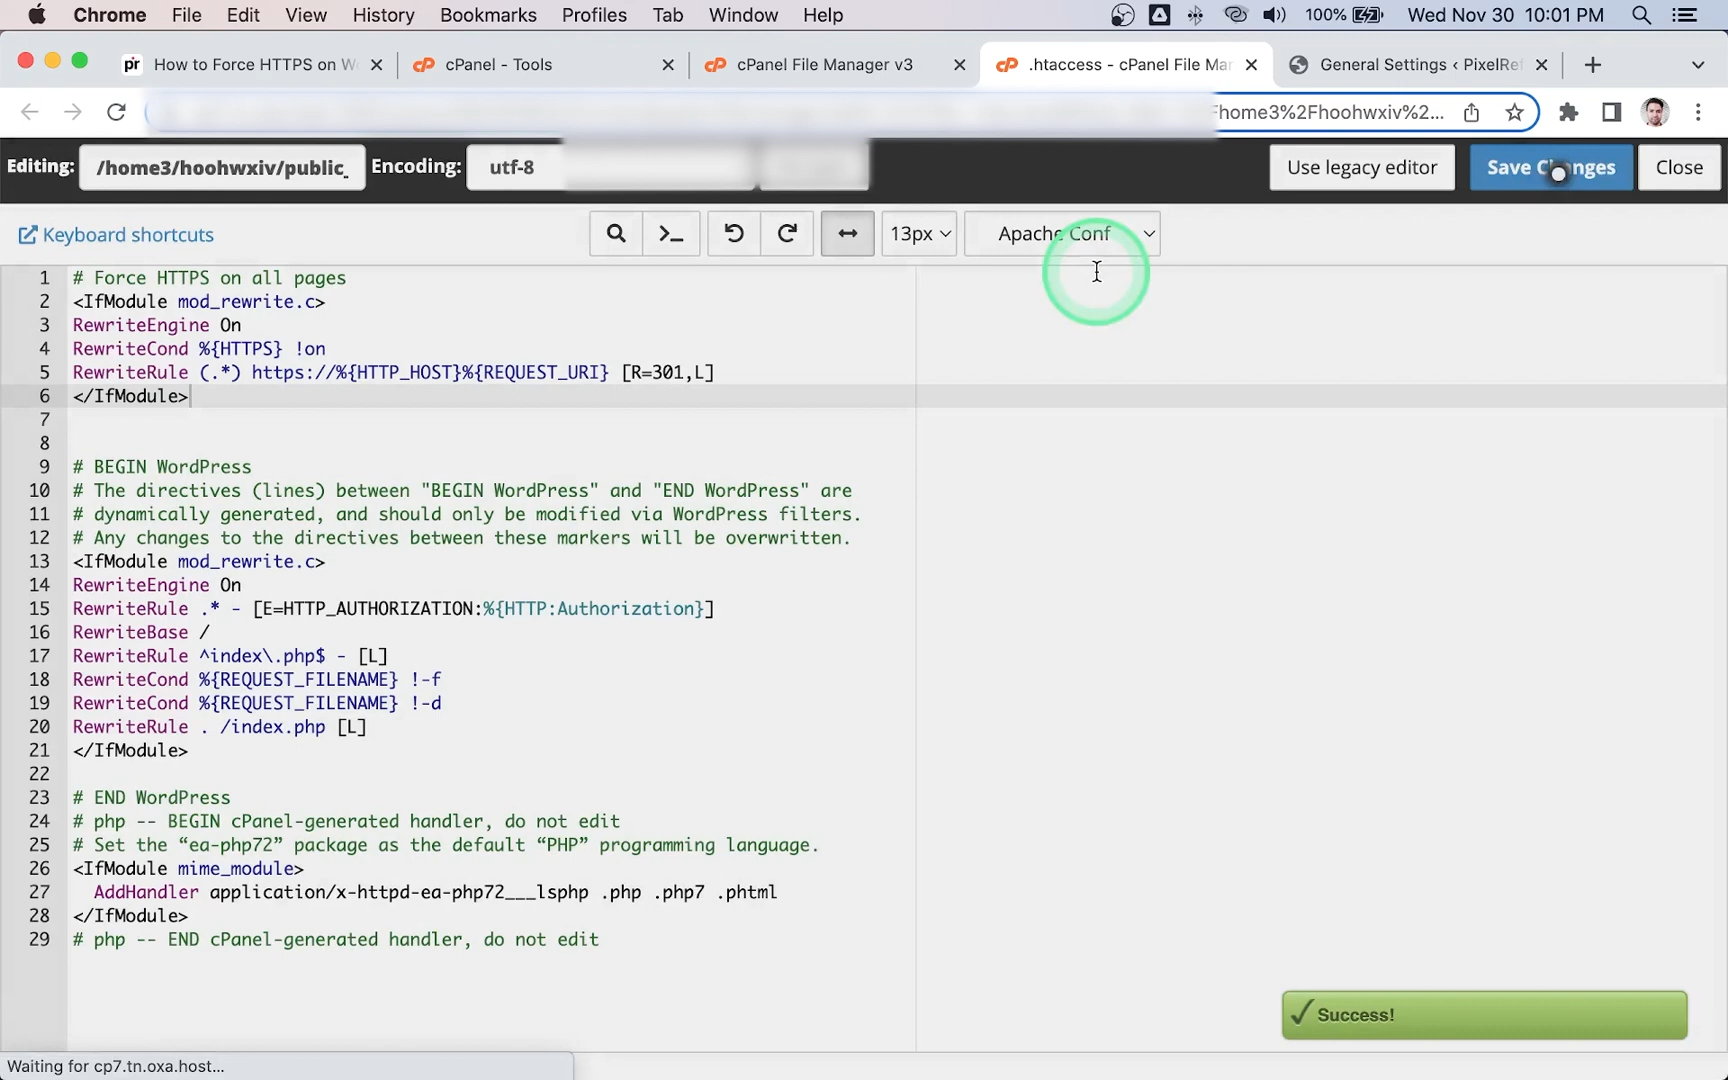 Chrome File Edit View History Bookmarks Profiles Tab Window Help 100% Wed Nov 30 10:01 PM
How to Force HTTPS on W cPanel - Tools cPanel File Manager v3 .htaccess - cPanel File Mar General Settings ‹ PixelRef
home3%2Fhoohwxiv%2...
Editing: /home3/hoohwxiv/public_ Encoding: utf-8 Use legacy editor Save Changes Close
Keyboard shortcuts 13px Apache Conf
1 # Force HTTPS on all pages
2 <IfModule mod_rewrite.c>
3 RewriteEngine On
4 RewriteCond %{HTTPS} !on
5 RewriteRule (.*) https://%{HTTP_HOST}%{REQUEST_URI} [R=301,L]
6 </IfModule>
7
8
9 # BEGIN WordPress
10 # The directives (lines) between "BEGIN WordPress" and "END WordPress" are
11 # dynamically generated, and should only be modified via WordPress filters.
12 # Any changes to the directives between these markers will be overwritten.
13 <IfModule mod_rewrite.c>
14 RewriteEngine On
15 RewriteRule .* - [E=HTTP_AUTHORIZATION:%{HTTP:Authorization}]
16 RewriteBase /
17 RewriteRule ^index\.php$ - [L]
18 RewriteCond %{REQUEST_FILENAME} !-f
19 RewriteCond %{REQUEST_FILENAME} !-d
20 RewriteRule . /index.php [L]
21 </IfModule>
22
23 # END WordPress
24 # php -- BEGIN cPanel-generated handler, do not edit
25 # Set the “ea-php72” package as the default “PHP” programming language.
26 <IfModule mime_module>
27 AddHandler application/x-httpd-ea-php72___lsphp .php .php7 .phtml
28 </IfModule>
29 # php -- END cPanel-generated handler, do not edit
Success!
Waiting for cp7.tn.oxa.host...